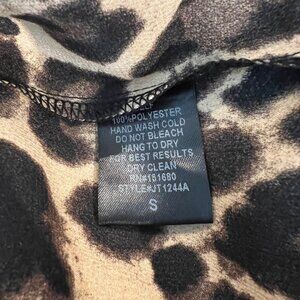 100%POLYESTER
HAND WASH COLD
DO NOT BLEACH
HANG TO DRY
FOR BEST RESULTS
DRY CLEAN
RN#161680
STYLE#JT1244A
S